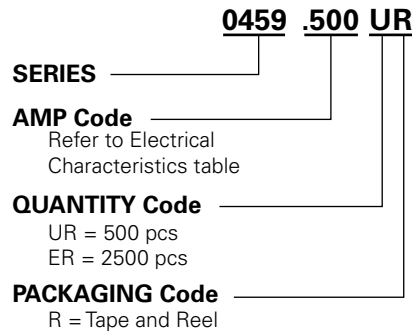 0459 .500 UR
SERIES
AMP Code
Refer to Electrical
Characteristics table
QUANTITY Code
UR = 500 pcs
ER = 2500 pcs
PACKAGING Code
R = Tape and Reel